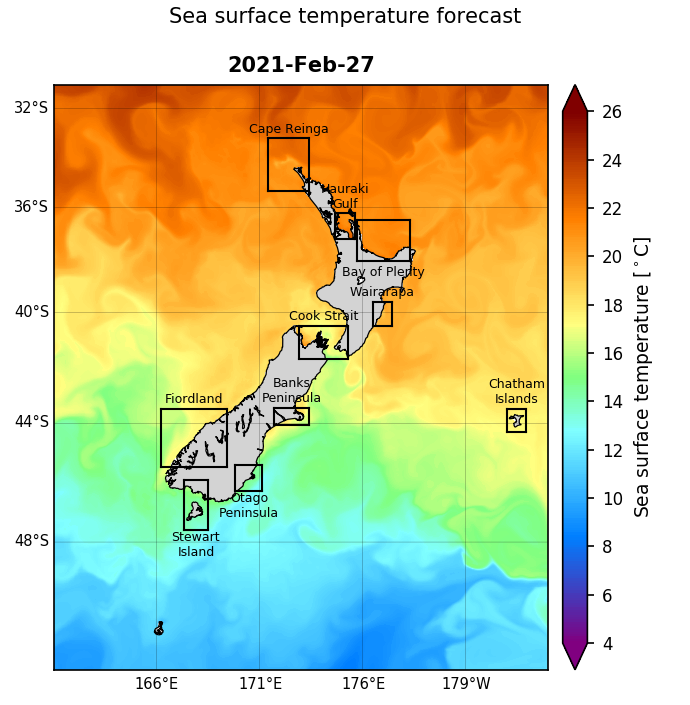 Sea surface temperature forecast
2021-Feb-27
32°S
36°S
40°S
44°S
48°S
Cape Reinga
Hauraki
Gulf
Bay of Plenty
Wairarapa
Cook Strait
Banks
Peninsula
Fiordland
Chatham
Islands
Otago
Peninsula
Stewart
Island
166°E
171°E
176°E
179°W
26
24
22
20
18
16
14
12
10
8
6
4
Sea surface temperature [°C]